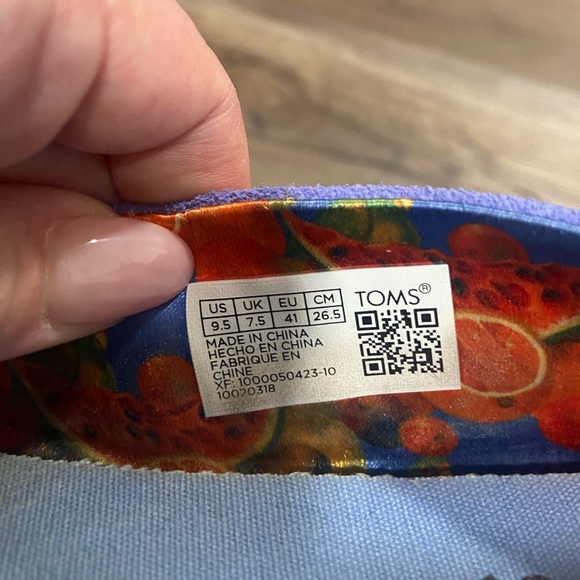 US UK EU CM
9.5 7.5 41 26.5
TOMS®
MADE IN CHINA
HECHO EN CHINA
FABRIQUE EN
CHINE
XF: 1000050423-10
10020318